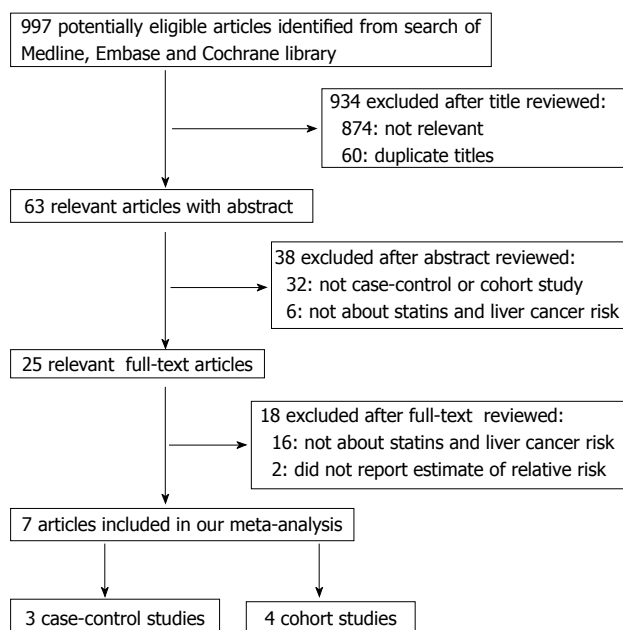 997 potentially eligible articles identified from search of
Medline, Embase and Cochrane library
934 excluded after title reviewed:
874: not relevant
60: duplicate titles
63 relevant articles with abstract
38 excluded after abstract reviewed:
32: not case-control or cohort study
6: not about statins and liver cancer risk
25 relevant full-text articles
18 excluded after full-text reviewed:
16: not about statins and liver cancer risk
2: did not report estimate of relative risk
7 articles included in our meta-analysis
3 case-control studies
4 cohort studies